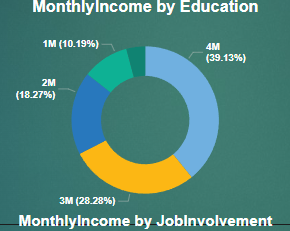 MonthlyIncome by Education
1M (10.19%)
4M
(39.13%)
2M
(18.27%)
3M (28.28%)
MonthlyIncome by JobInvolvement